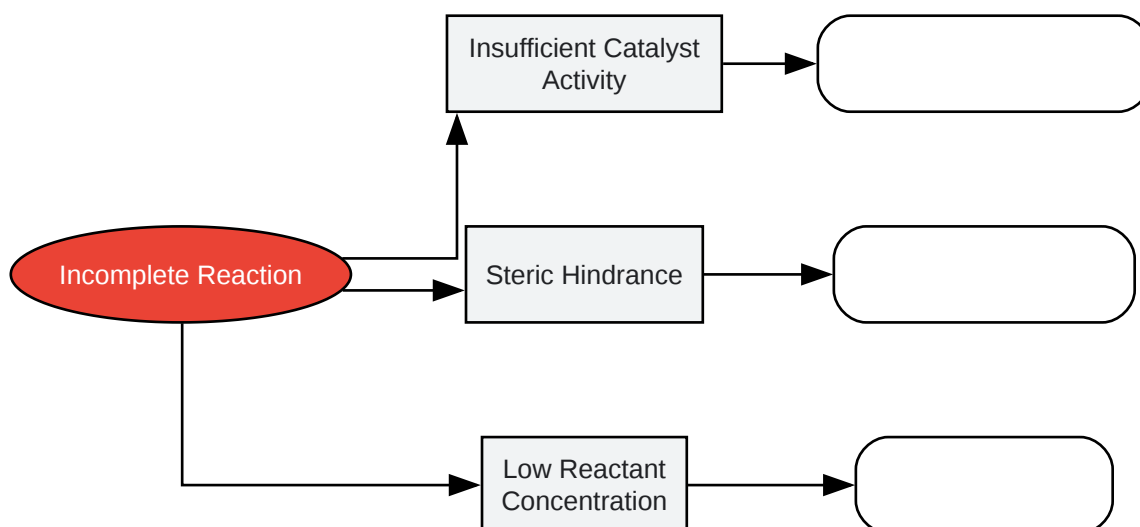 Insufficient Catalyst
Activity
Incomplete Reaction
Steric Hindrance
Low Reactant
Concentration